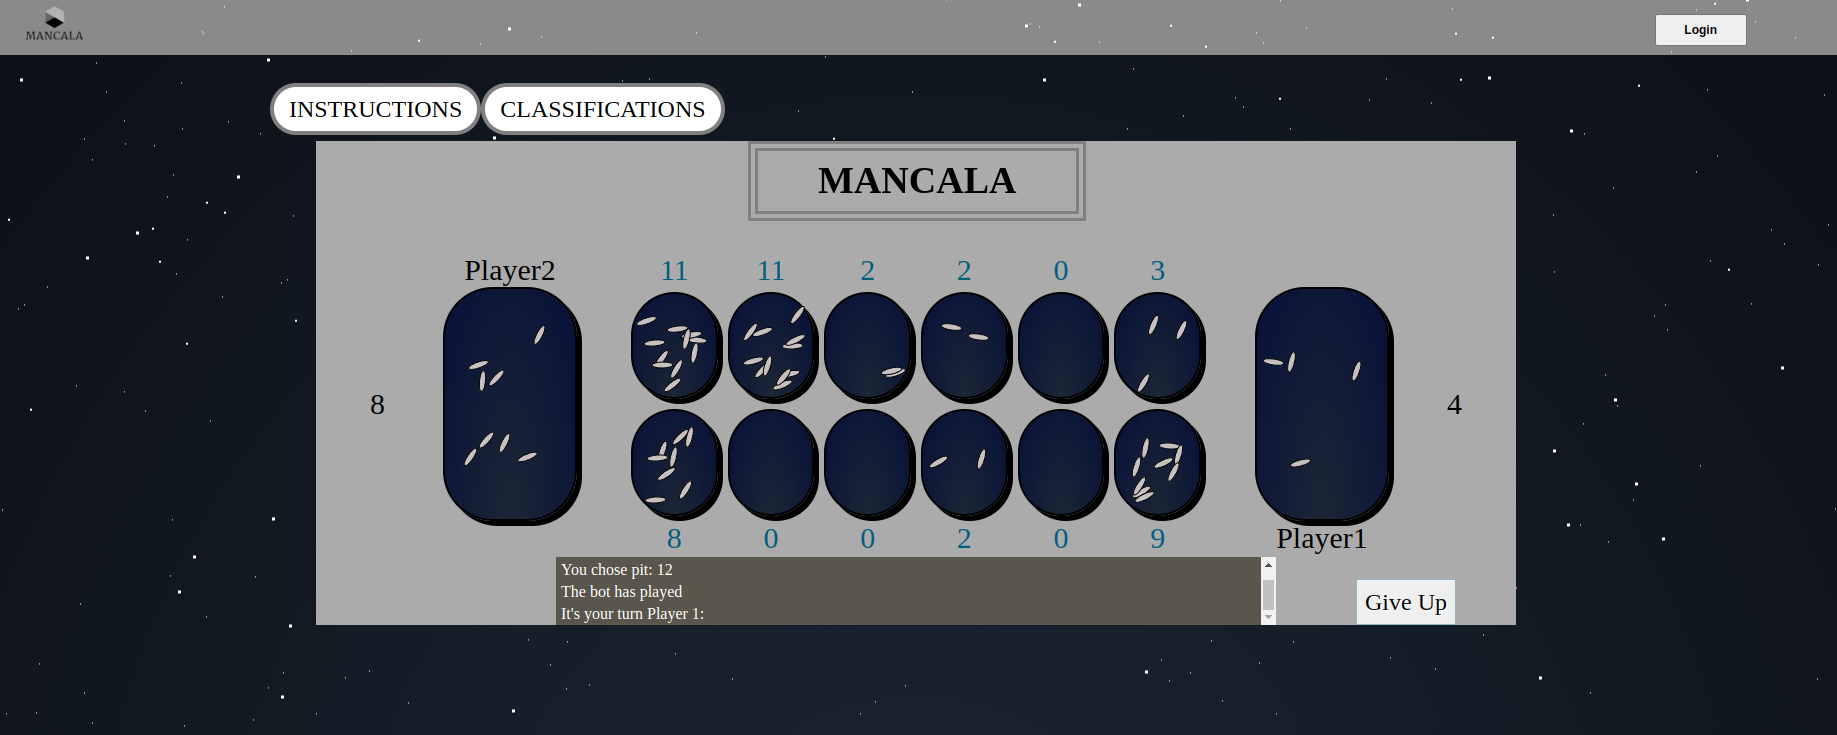 MANCALA
Login
INSTRUCTIONS CLASSIFICATIONS
MANCALA
Player2 11 11 2 2 0 3
8 4
8 0 0 2 0 9 Player1
You chose pit: 12
The bot has played
It's your turn Player 1:
Give Up